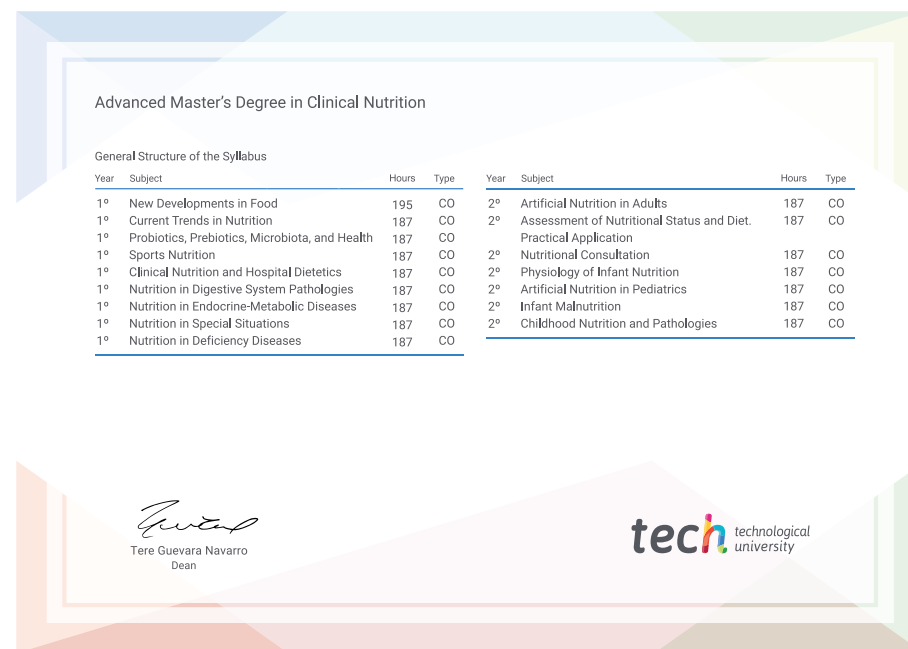 Advanced Master's Degree in Clinical Nutrition
General Structure of the Syllabus
Year Subject Hours Type
1º New Developments in Food 195 CO
1º Current Trends in Nutrition 187 CO
1º Probiotics, Prebiotics, Microbiota, and Health 187 CO
1º Sports Nutrition 187 CO
1º Clinical Nutrition and Hospital Dietetics 187 CO
1º Nutrition in Digestive System Pathologies 187 CO
1º Nutrition in Endocrine-Metabolic Diseases 187 CO
1º Nutrition in Special Situations 187 CO
1º Nutrition in Deficiency Diseases 187 CO
Year Subject Hours Type
2º Artificial Nutrition in Adults 187 CO
2º Assessment of Nutritional Status and Diet. 187 CO
Practical Application
2º Nutritional Consultation 187 CO
2º Physiology of Infant Nutrition 187 CO
2º Artificial Nutrition in Pediatrics 187 CO
2º Infant Malnutrition 187 CO
2º Childhood Nutrition and Pathologies 187 CO
Tere Guevara Navarro
Dean
tech technological
university